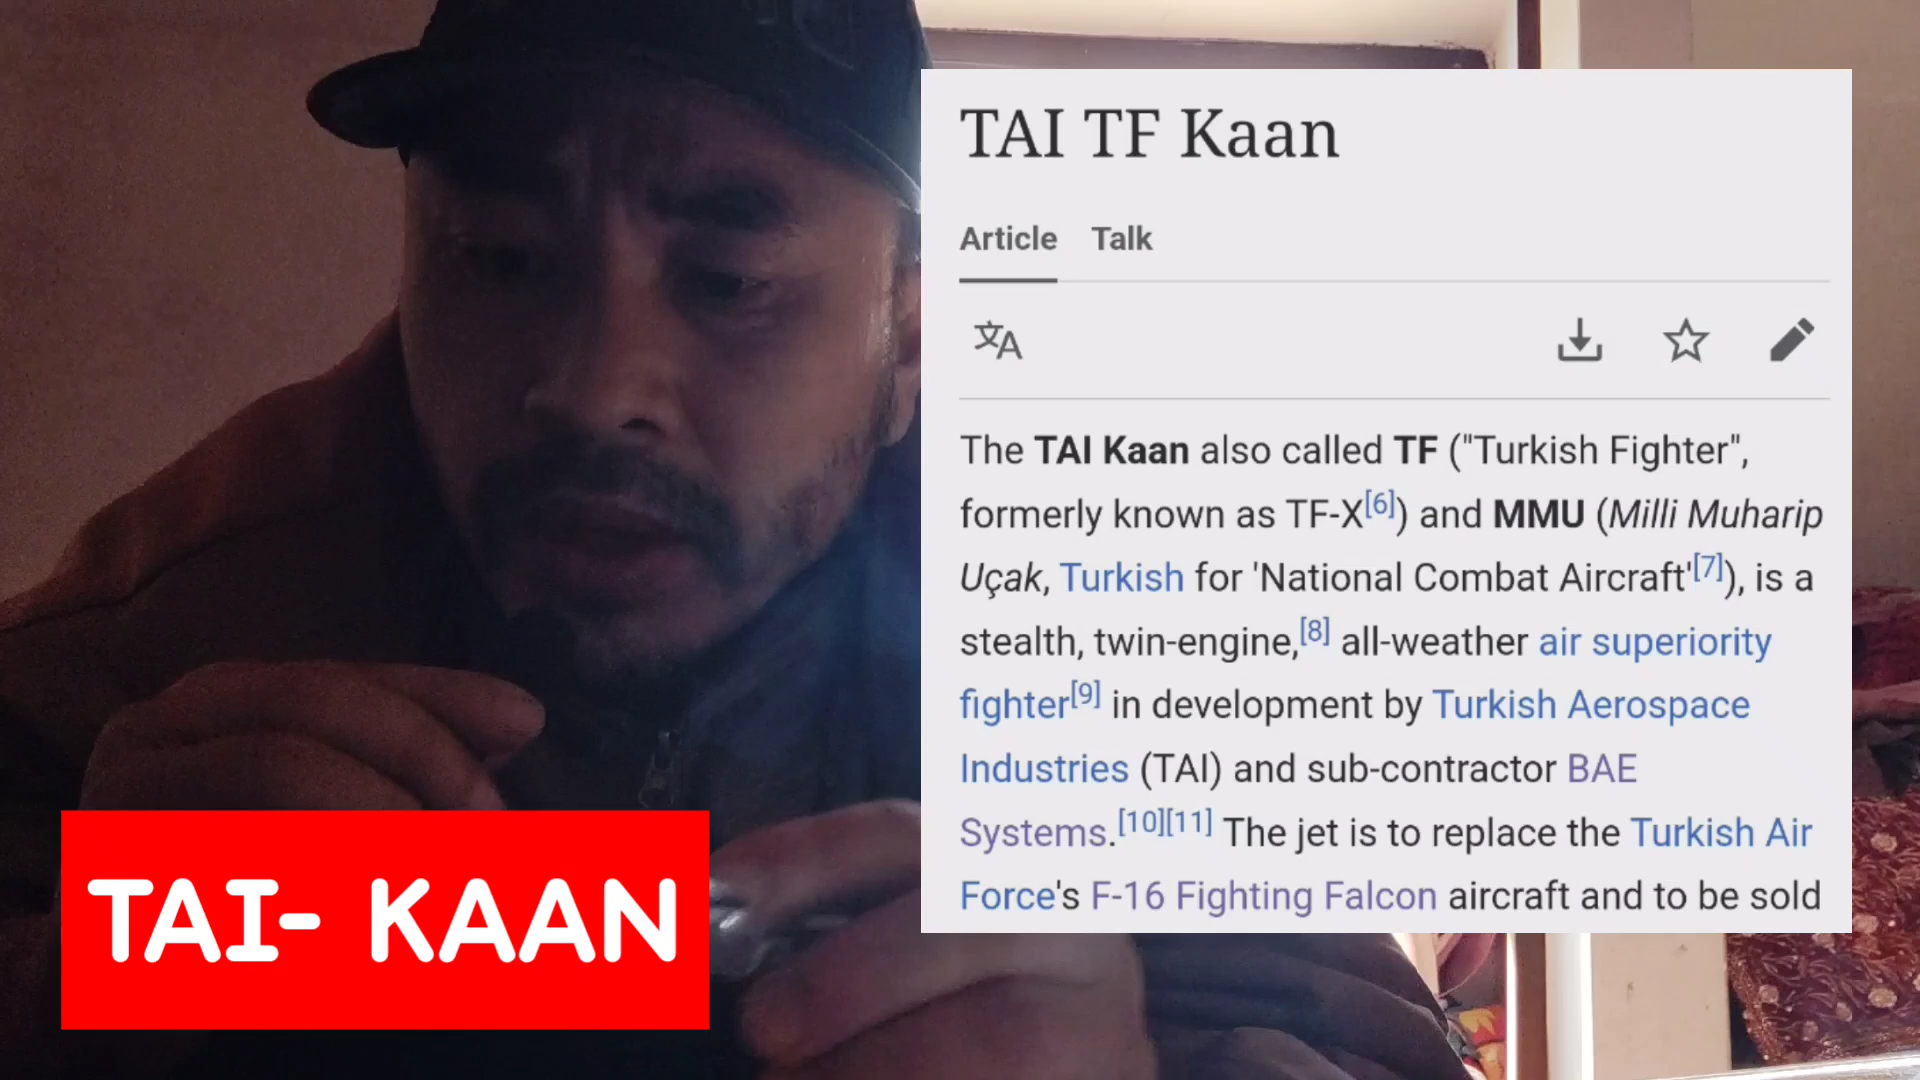 TAI TF Kaan
Article Talk
The TAI Kaan also called TF ("Turkish Fighter",
formerly known as TF-X[6]) and MMU (Milli Muharip
Uçak, Turkish for 'National Combat Aircraft'[7]), is a
stealth, twin-engine,[8] all-weather air superiority
fighter[9] in development by Turkish Aerospace
Industries (TAI) and sub-contractor BAE
Systems.[10][11] The jet is to replace the Turkish Air
Force's F-16 Fighting Falcon aircraft and to be sold
TAI- KAAN